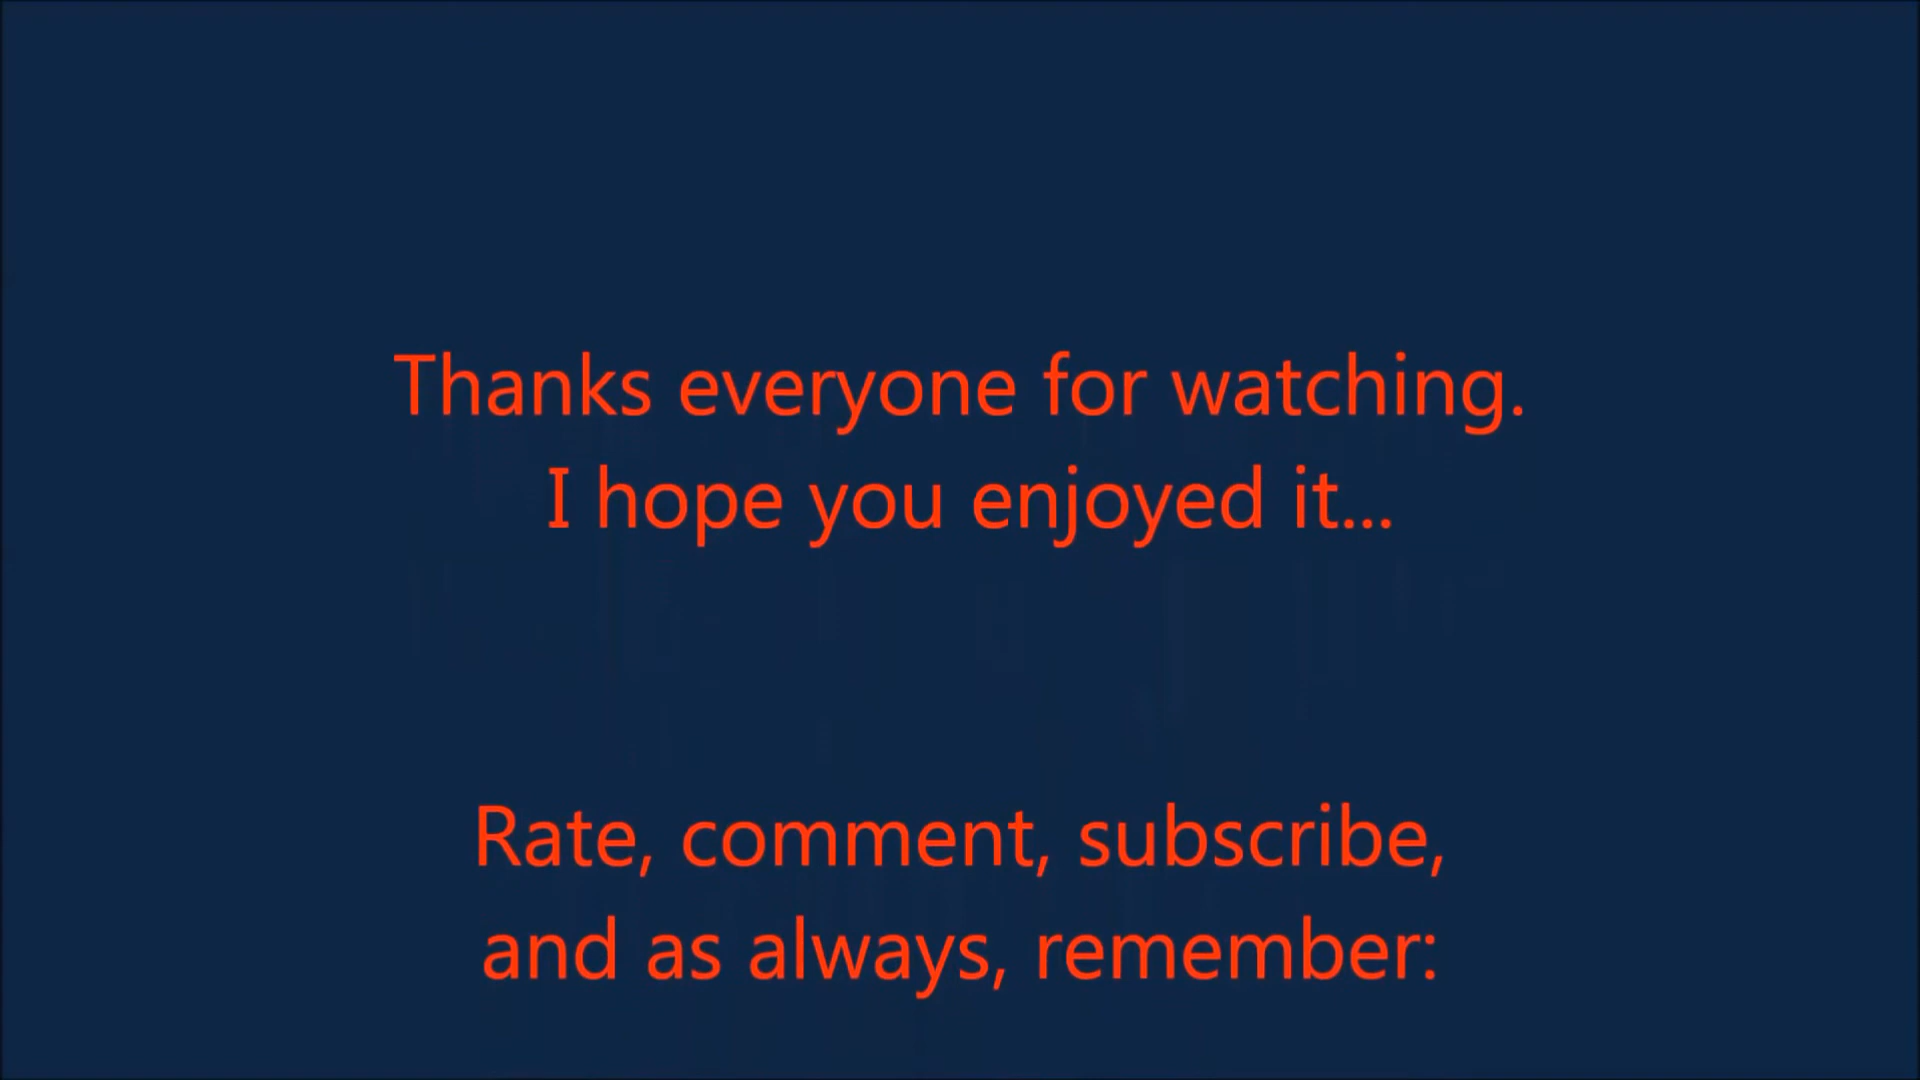 Thanks everyone for watching.
I hope you enjoyed it...
Rate, comment, subscribe,
and as always, remember: